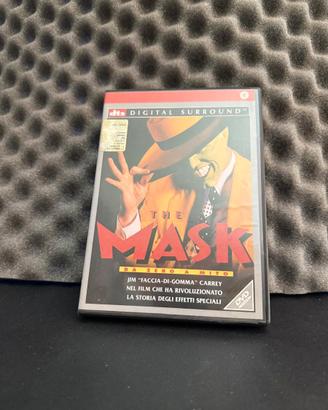 dts DIGITAL SURROUND™
THE
MASK
DA ZERO A MITO
JIM "FACCIA-DI-GOMMA" CARREY
NEL FILM CHE HA RIVOLUZIONATO
LA STORIA DEGLI EFFETTI SPECIALI
DVD